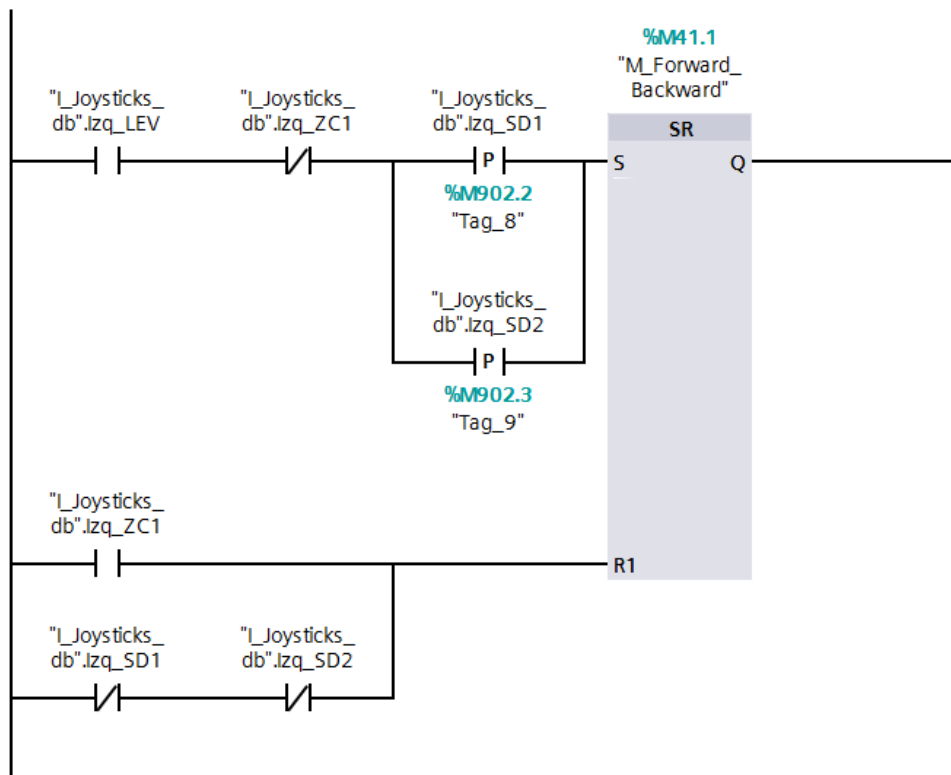 %M41.1
"M_Forward_
Backward"
"I_Joysticks_
db".Izq_LEV
"I_Joysticks_
db".Izq_ZC1
"I_Joysticks_
db".Izq_SD1
SR
P
S
Q
%M902.2
"Tag_8"
"I_Joysticks_
db".Izq_SD2
P
%M902.3
"Tag_9"
"I_Joysticks_
db".Izq_ZC1
R1
"I_Joysticks_
db".Izq_SD1
"I_Joysticks_
db".Izq_SD2